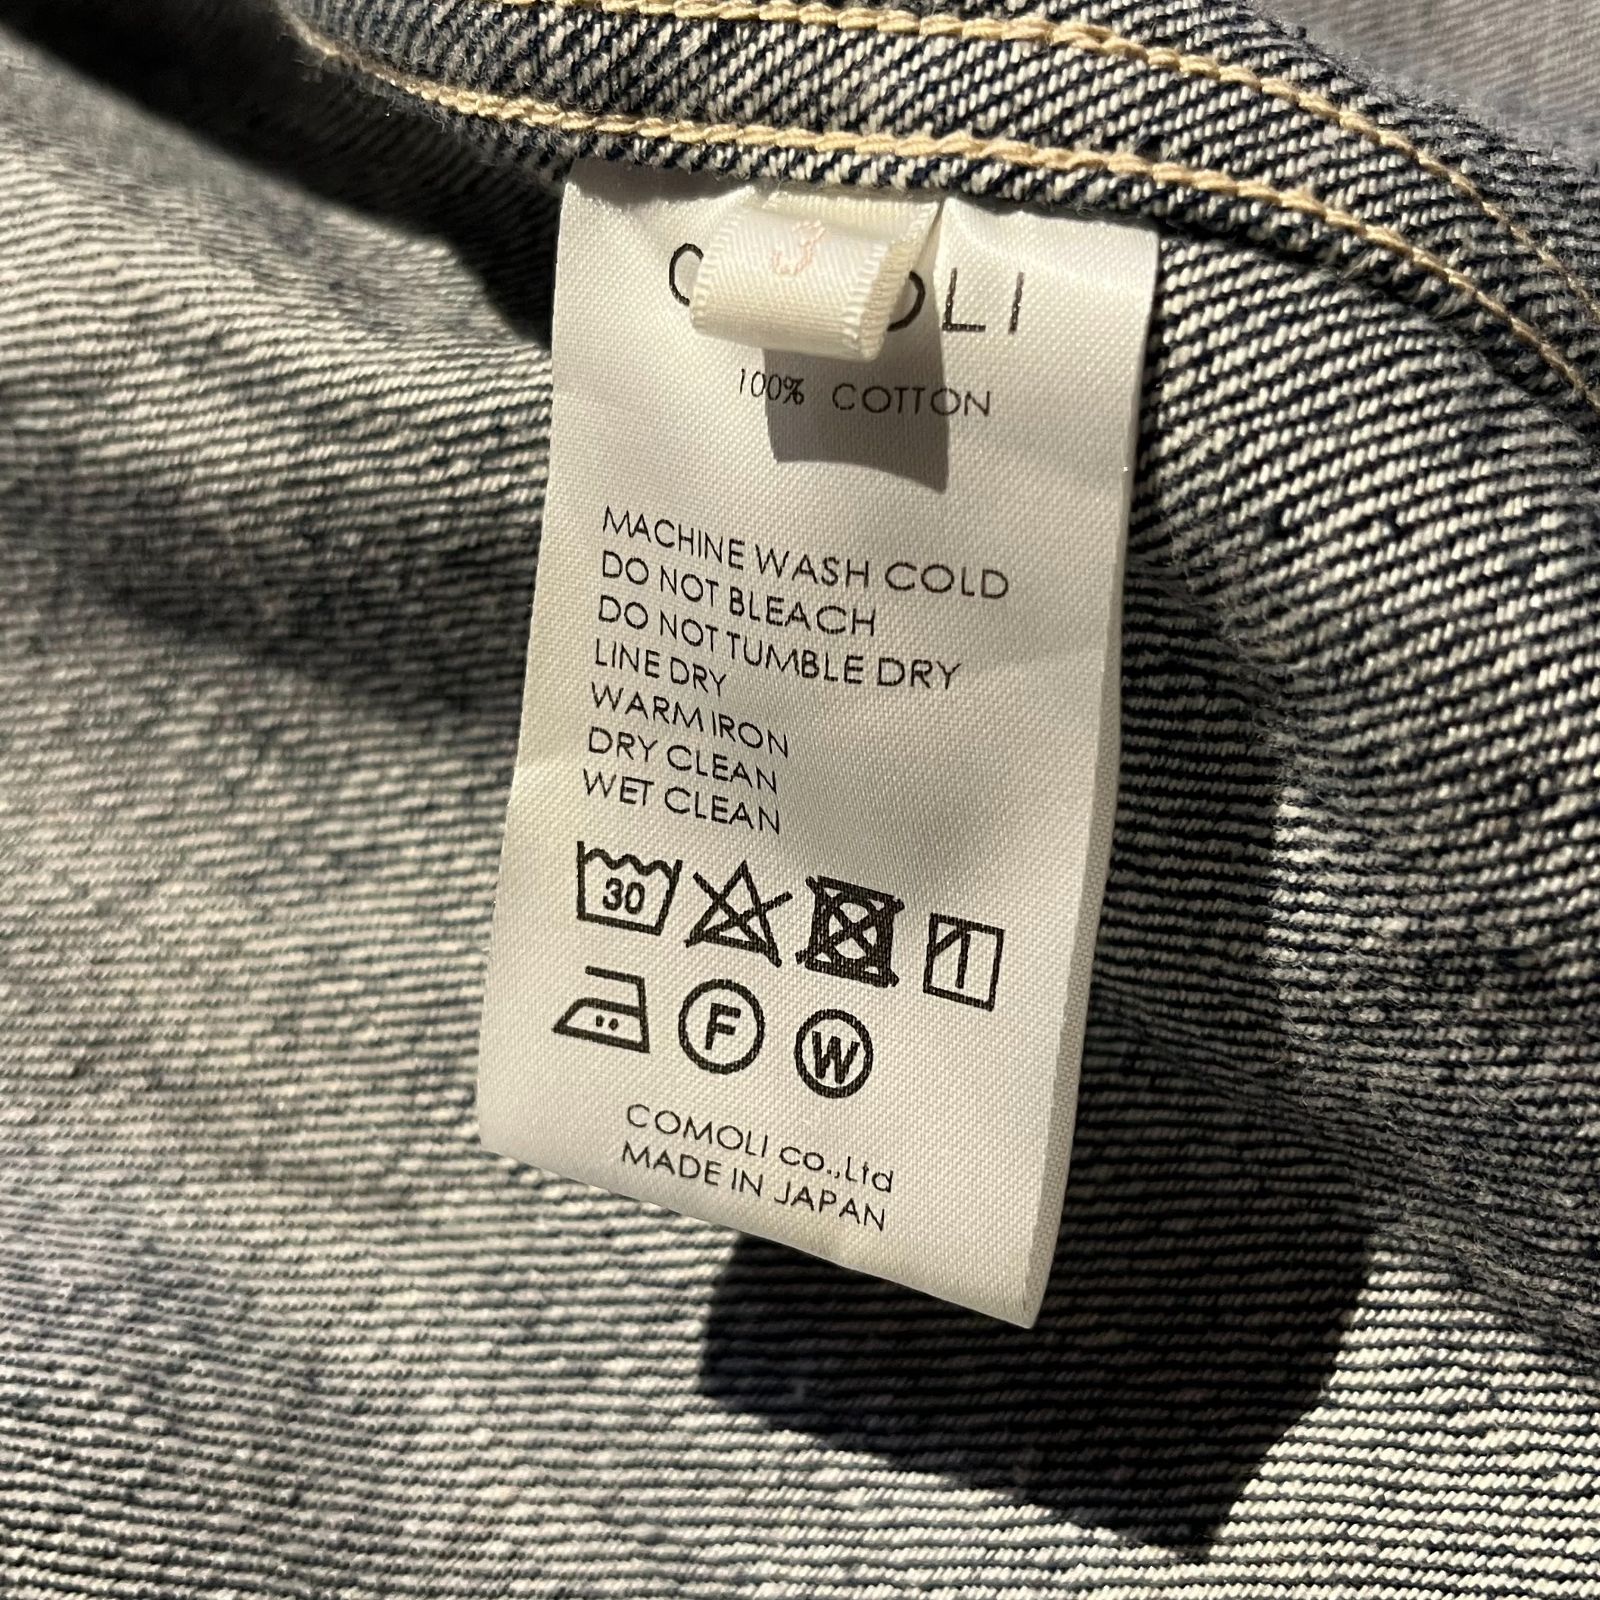 3
100% COTTON
MACHINE WASH COLD
DO NOT BLEACH
DO NOT TUMBLE DRY
LINE DRY
WARM IRON
DRY CLEAN
WET CLEAN
30
F W
COMOLI co.,Ltd
MADE IN JAPAN